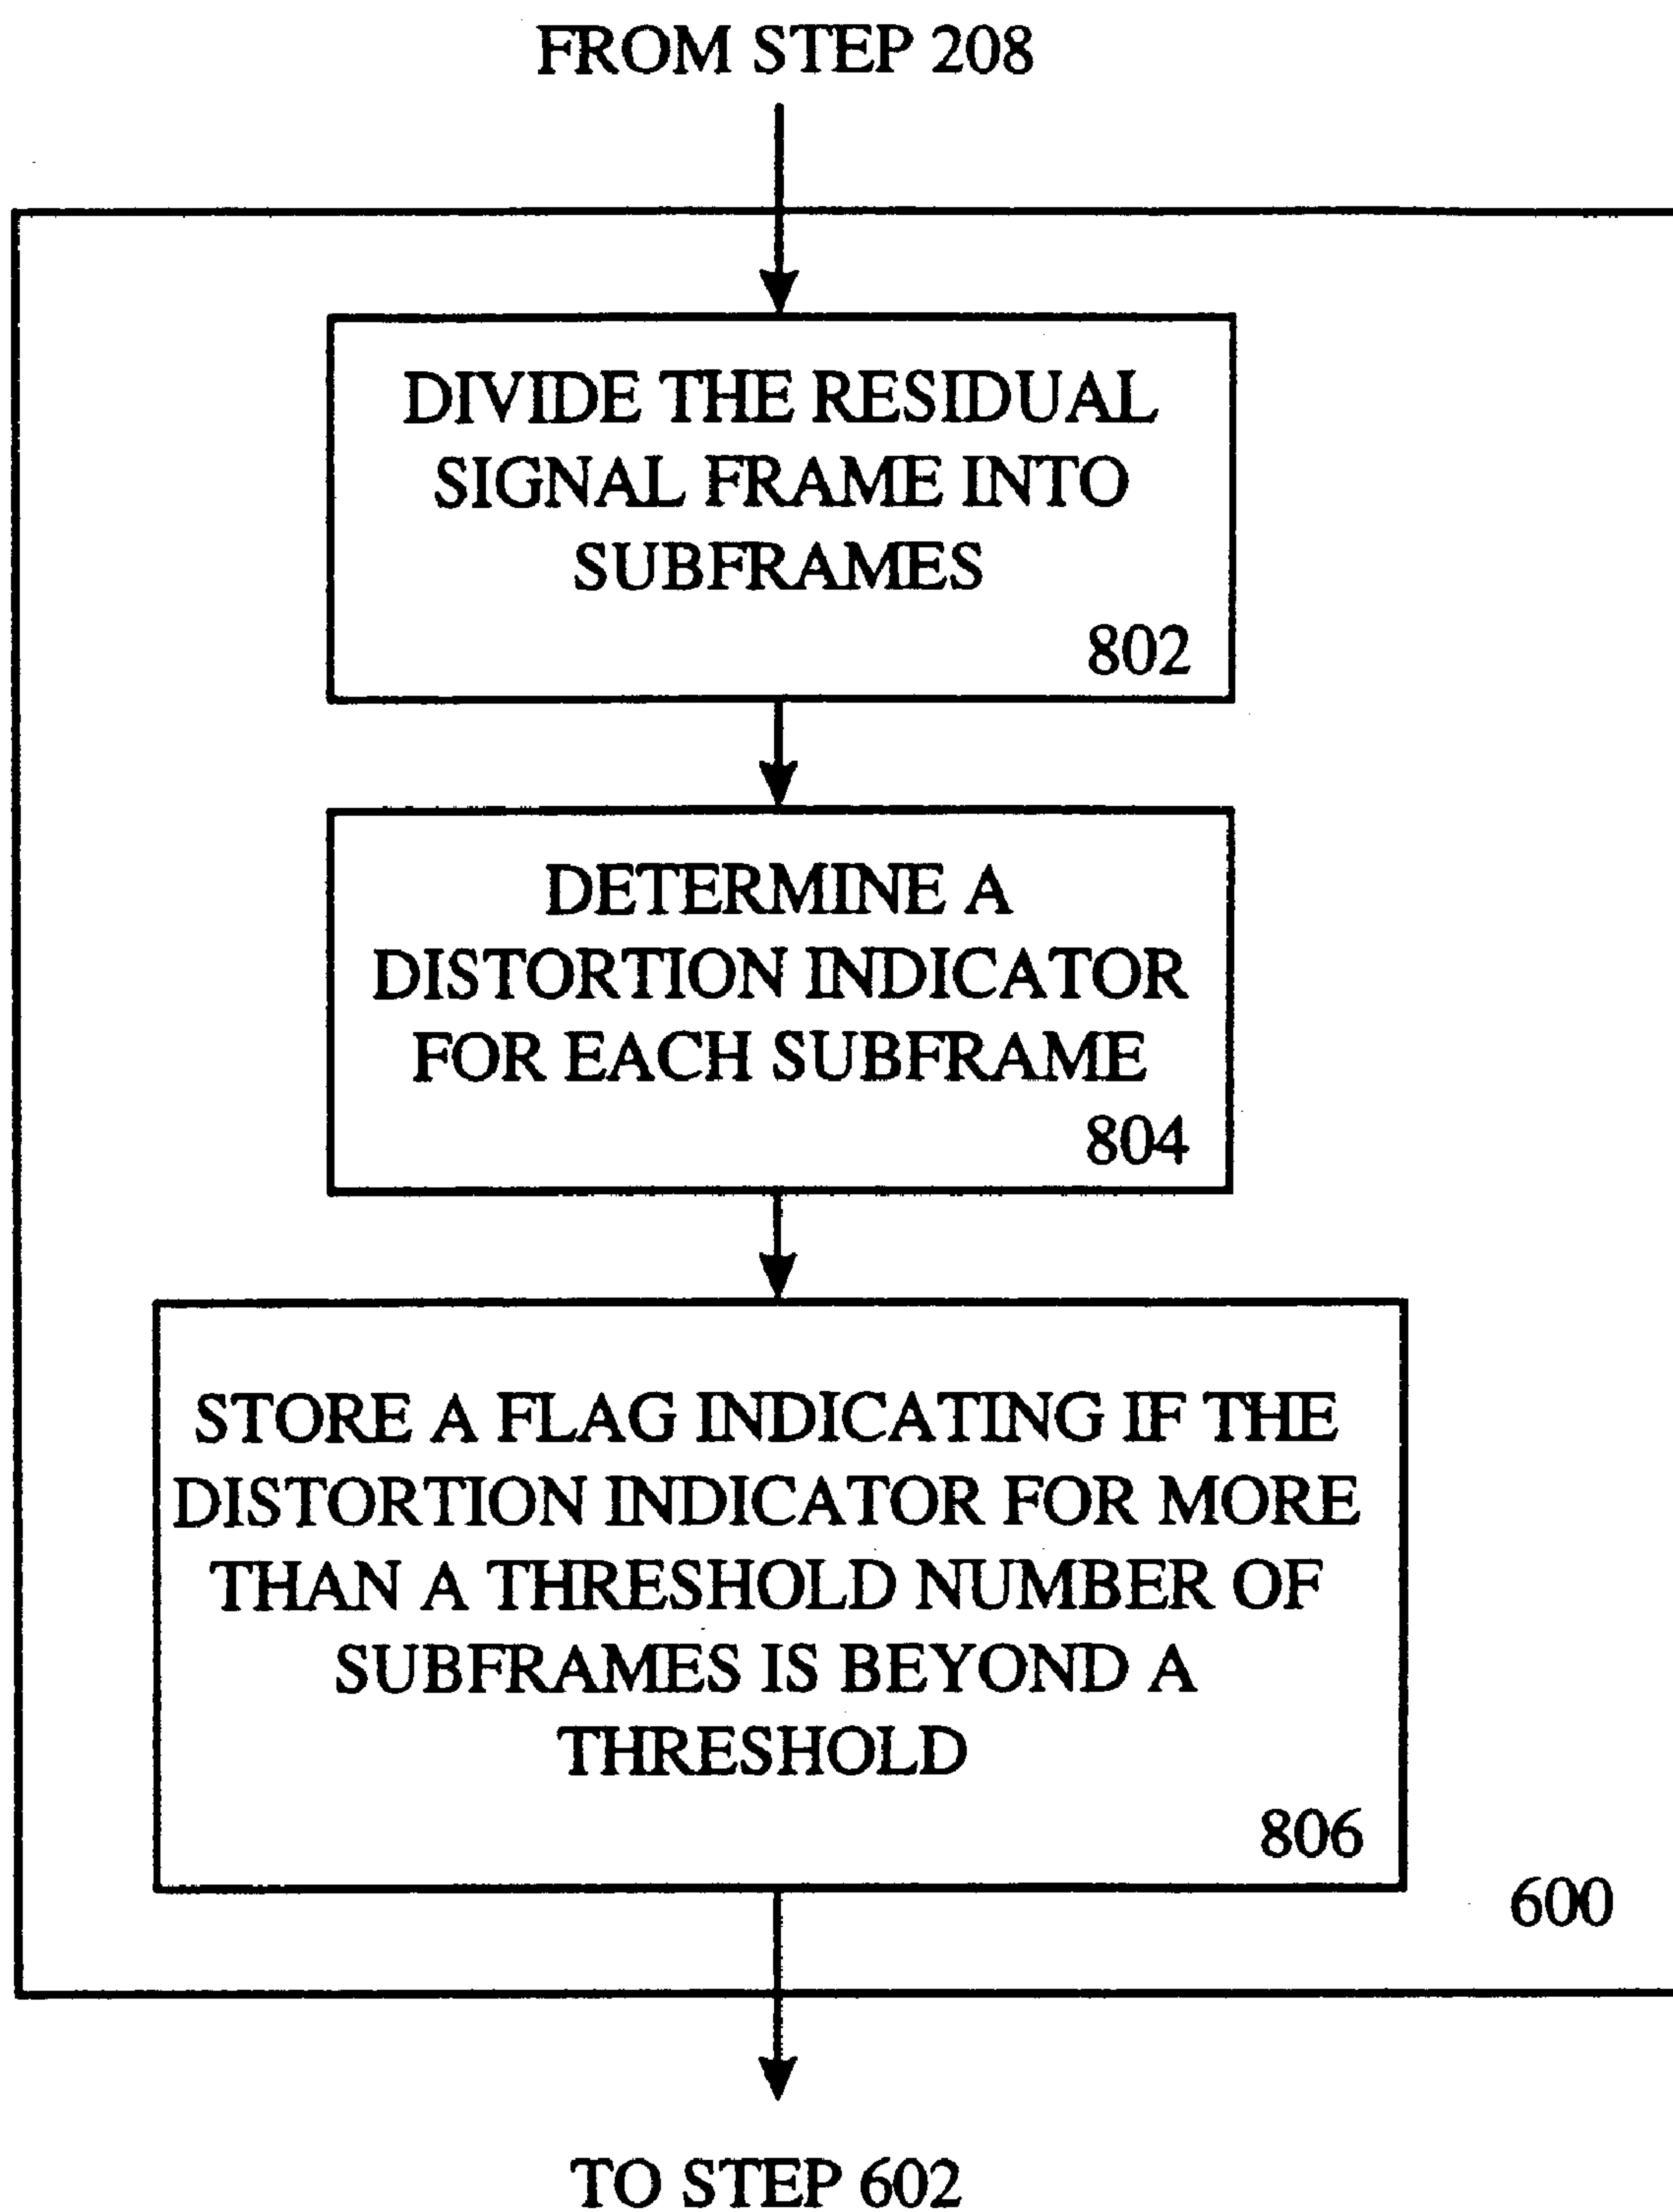 FROM STEP 208
DIVIDE THE RESIDUAL
SIGNAL FRAME INTO
SUBFRAMES
802
DETERMINE A
DISTORTION INDICATOR
FOR EACH SUBFRAME
804
STORE A FLAG INDICATING IF THE
DISTORTION INDICATOR FOR MORE
THAN A THRESHOLD NUMBER OF
SUBFRAMES IS BEYOND A
THRESHOLD
806
600
TO STEP 602